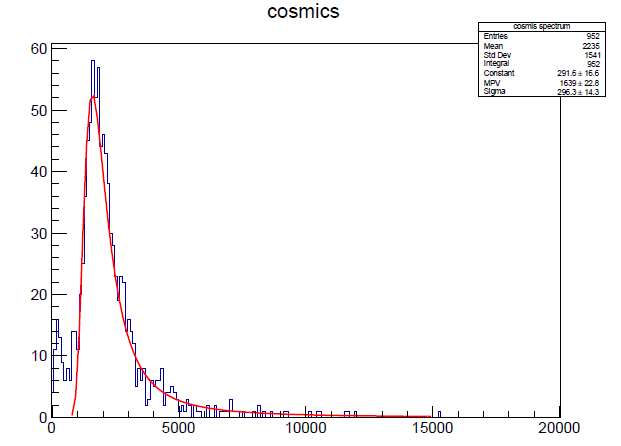 cosmics
cosmis spectrum
Entries 952
Mean 2235
Std Dev 1541
Integral 952
Constant 291.6 ± 16.6
MPV 1639 ± 22.8
Sigma 296.3 ± 14.3
60
50
40
30
20
10
0
0 5000 10000 15000 20000